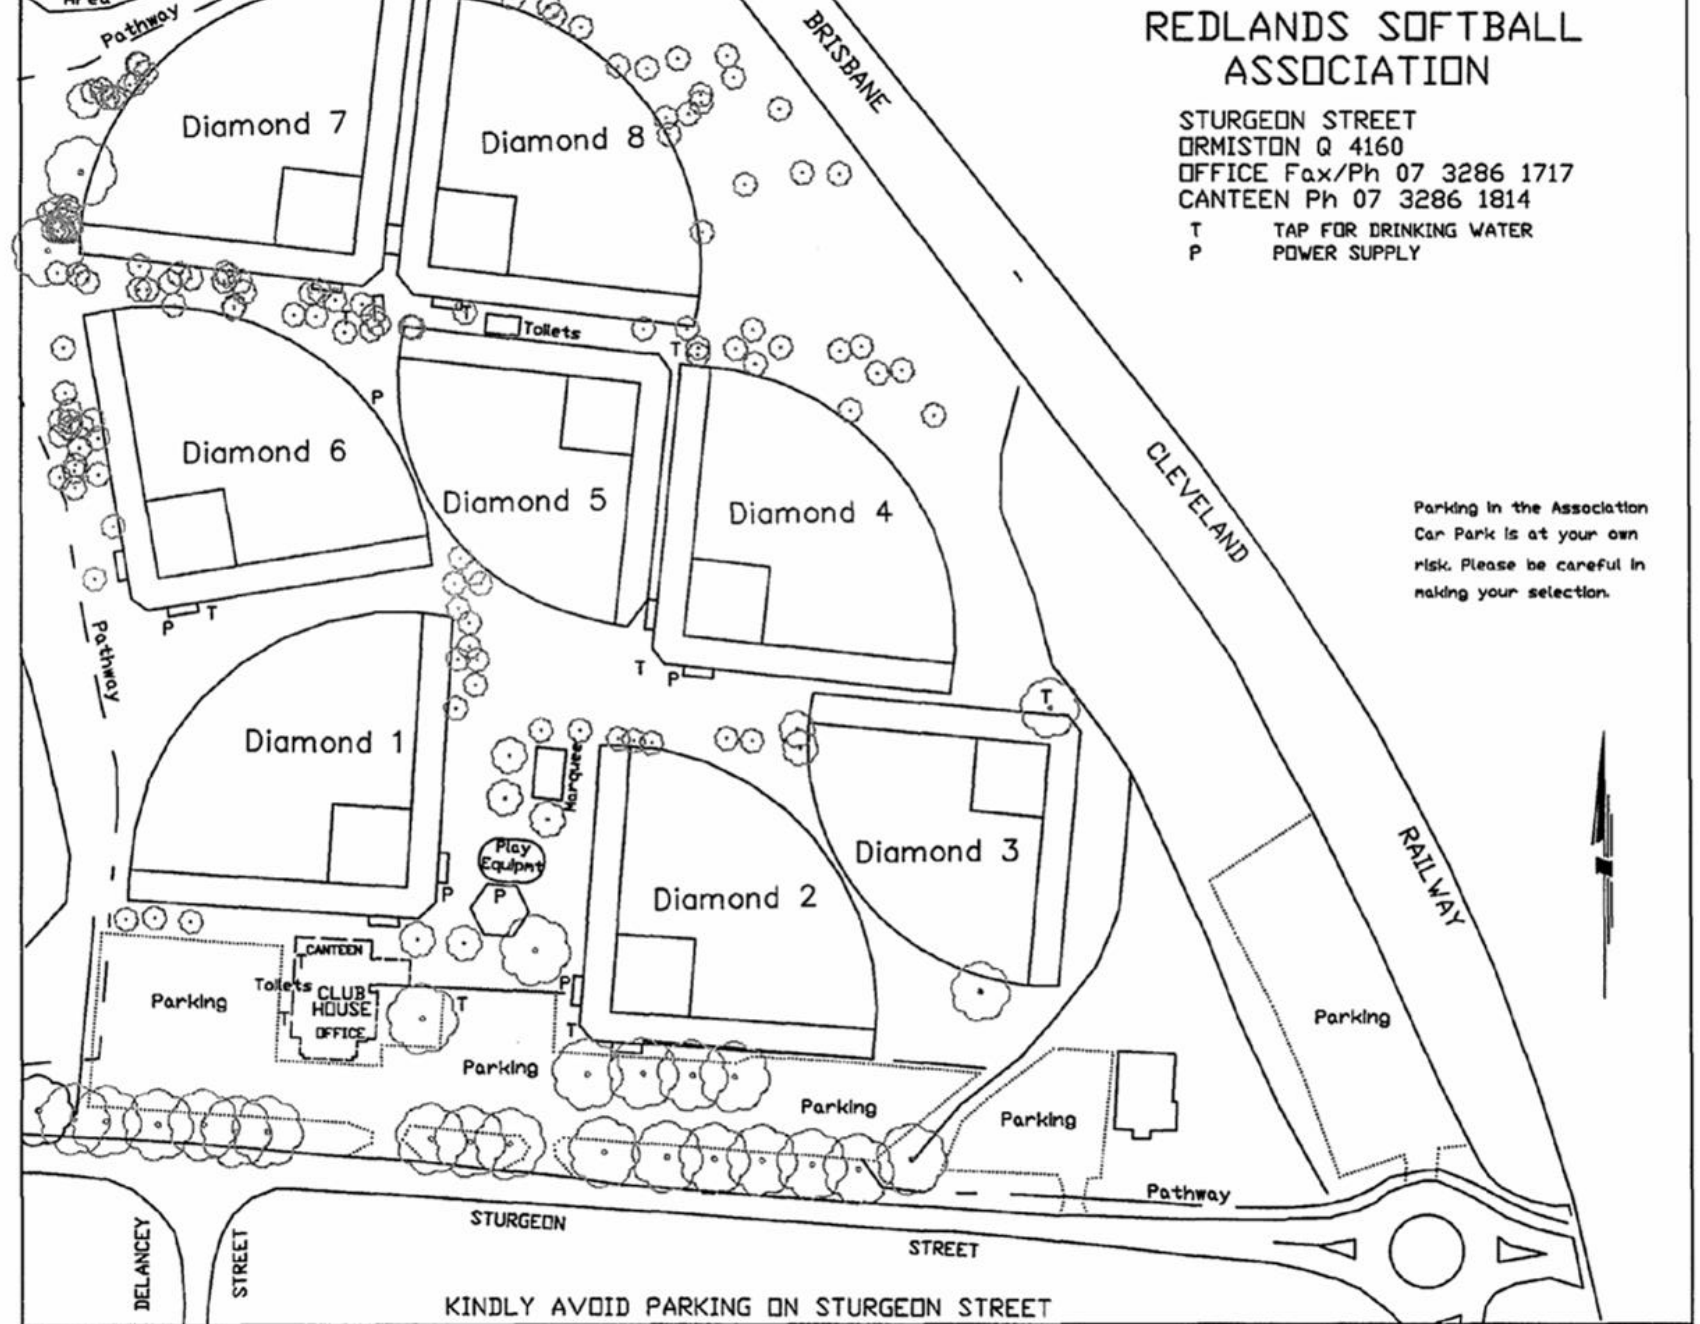 Area
Pathway
BRISBANE
REDLANDS SOFTBALL
ASSOCIATION
STURGEON STREET
ORMISTON Q 4160
OFFICE Fax/Ph 07 3286 1717
CANTEEN Ph 07 3286 1814
T TAP FOR DRINKING WATER
P POWER SUPPLY
Diamond 7
Diamond 8
T
Toilets
T
P
Diamond 6
Diamond 5
Diamond 4
CLEVELAND
Parking in the Association
Car Park is at your own
risk. Please be careful in
making your selection.
P
T
Pathway
T
P
T
Diamond 1
Marquee
Play
Equipmt
P
P
Diamond 2
Diamond 3
RAILWAY
CANTEEN
T
Toilets
CLUB
HOUSE
OFFICE
T
T
P
T
Parking
Parking
Parking
Parking
Parking
Pathway
STURGEON
STREET
DELANCEY
STREET
KINDLY AVOID PARKING ON STURGEON STREET